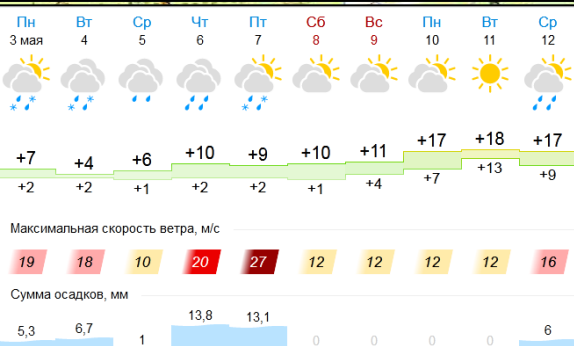 Пн Вт Ср Чт Пт Сб Вс Пн Вт Ср
3 мая 4 5 6 7 8 9 10 11 12
+7 +4 +6 +10 +9 +10 +11 +17 +18 +17
+2 +2 +1 +2 +2 +1 +4 +7 +13 +9
Максимальная скорость ветра, м/с
19 18 10 20 27 12 12 12 12 16
Сумма осадков, мм
5,3 6,7 1 13,8 13,1 0 0 0 0 6